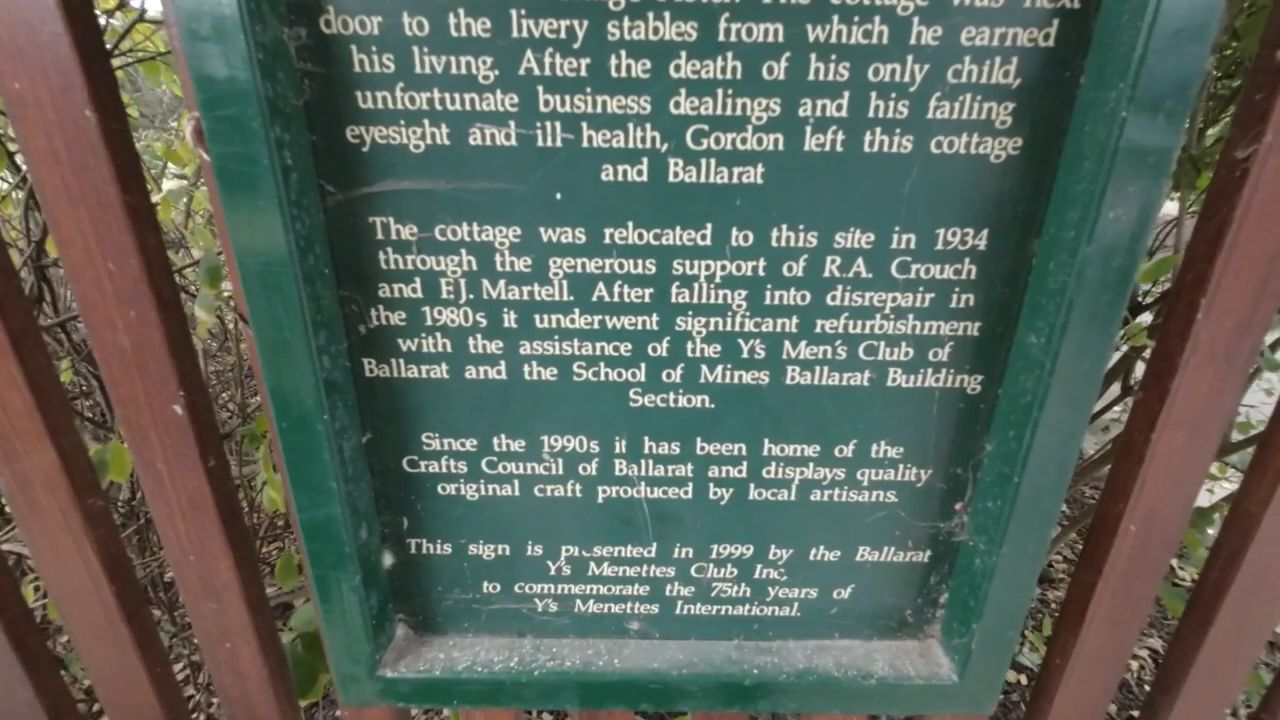 The cottage was next
door to the livery stables from which he earned
his living. After the death of his only child,
unfortunate business dealings and his failing
eyesight and ill-health, Gordon left this cottage
and Ballarat
The cottage was relocated to this site in 1934
through the generous support of R.A. Crouch
and F.J. Martell. After falling into disrepair in
the 1980s it underwent significant refurbishment
with the assistance of the Y's Men's Club of
Ballarat and the School of Mines Ballarat Building
Section.
Since the 1990s it has been home of the
Crafts Council of Ballarat and displays quality
original craft produced by local artisans.
This sign is presented in 1999 by the Ballarat
Y's Menettes Club Inc,
to commemorate the 75th years of
Y's Menettes International.